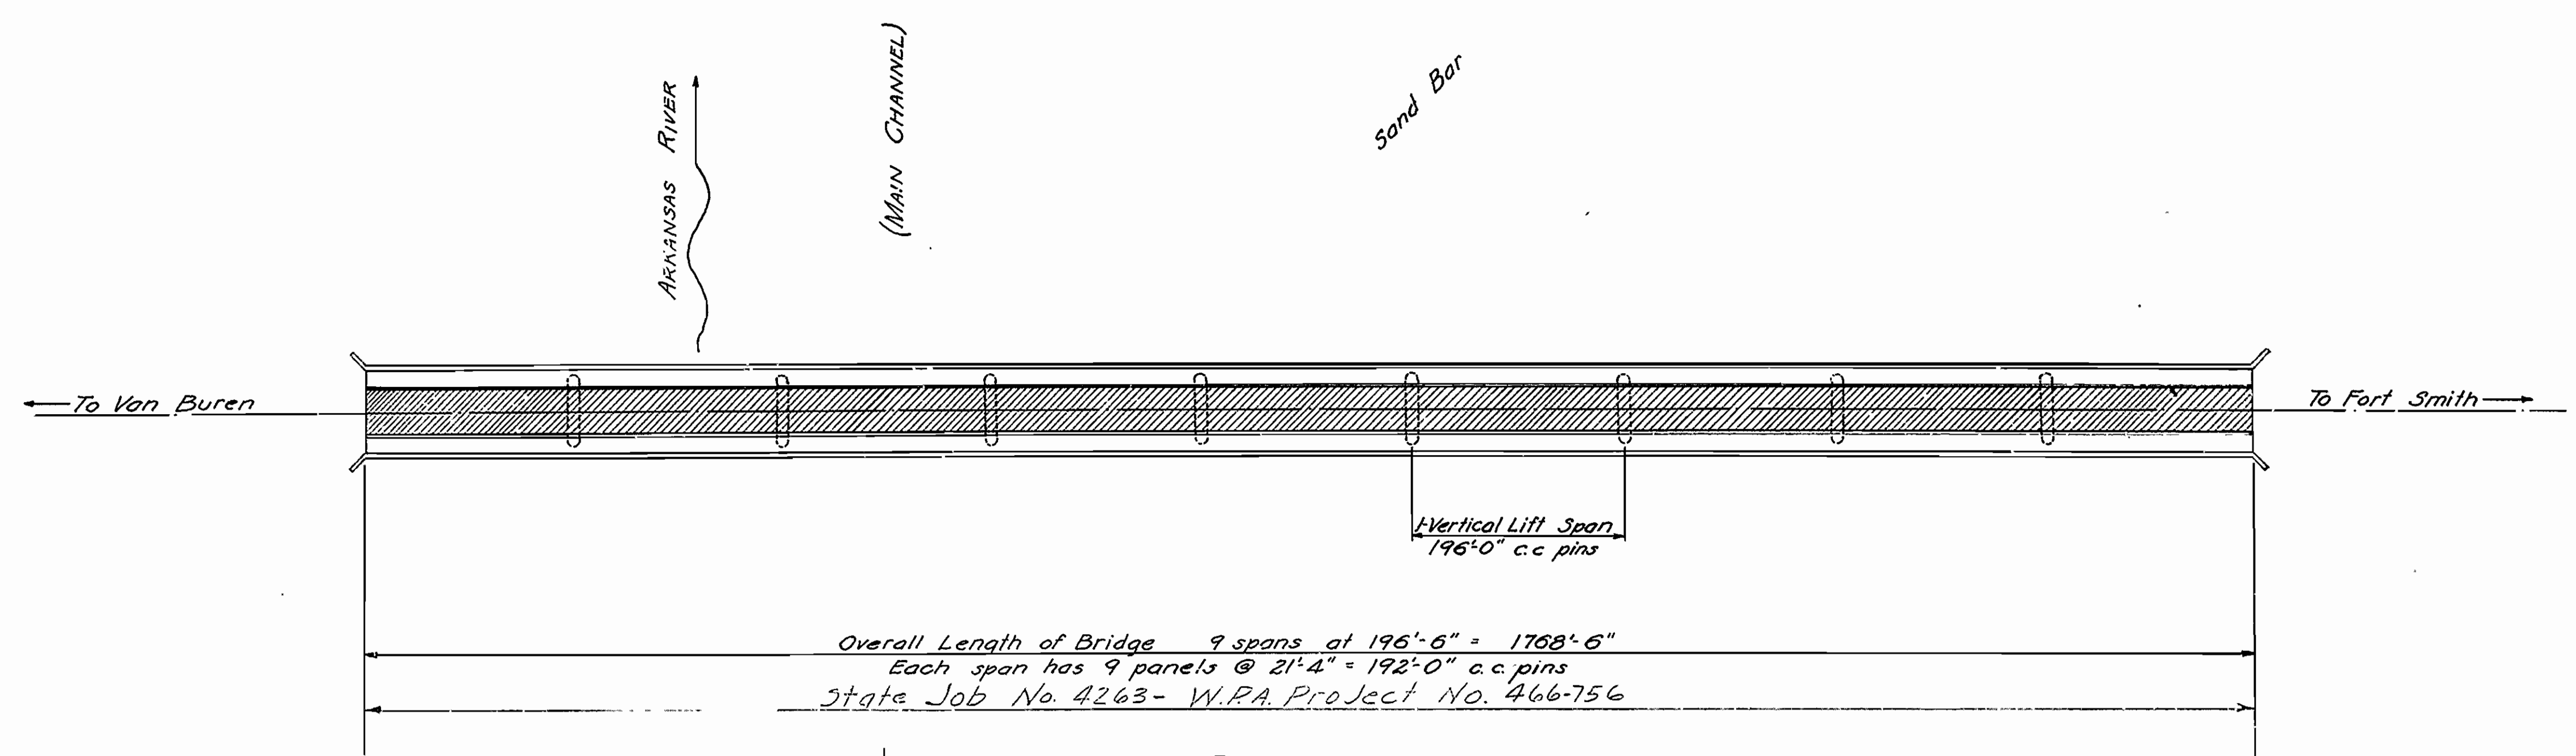 ARKANSAS RIVER
(MAIN CHANNEL)
Sand Bar
To Van Buren
To Fort Smith
1-Vertical Lift Span
196'-0" c.c pins
Overall Length of Bridge 9 spans at 196'-6" = 1768'-6"
Each span has 9 panels @ 21'-4" = 192'-0" c.c. pins
State Job No. 4263- W.P.A. Project No. 466-756